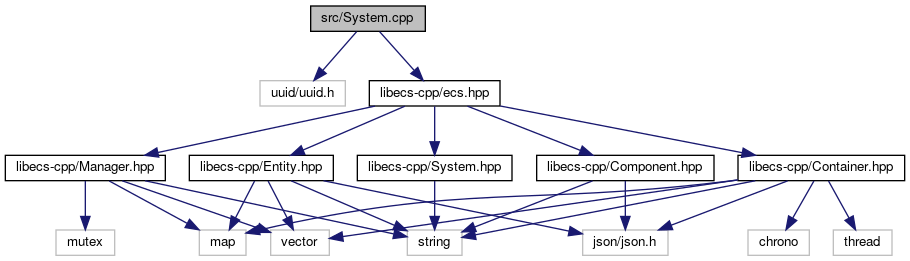 src/System.cpp
uuid/uuid.h
libecs-cpp/ecs.hpp
libecs-cpp/Manager.hpp
libecs-cpp/Entity.hpp
libecs-cpp/System.hpp
libecs-cpp/Component.hpp
libecs-cpp/Container.hpp
mutex
map
vector
string
json/json.h
chrono
thread